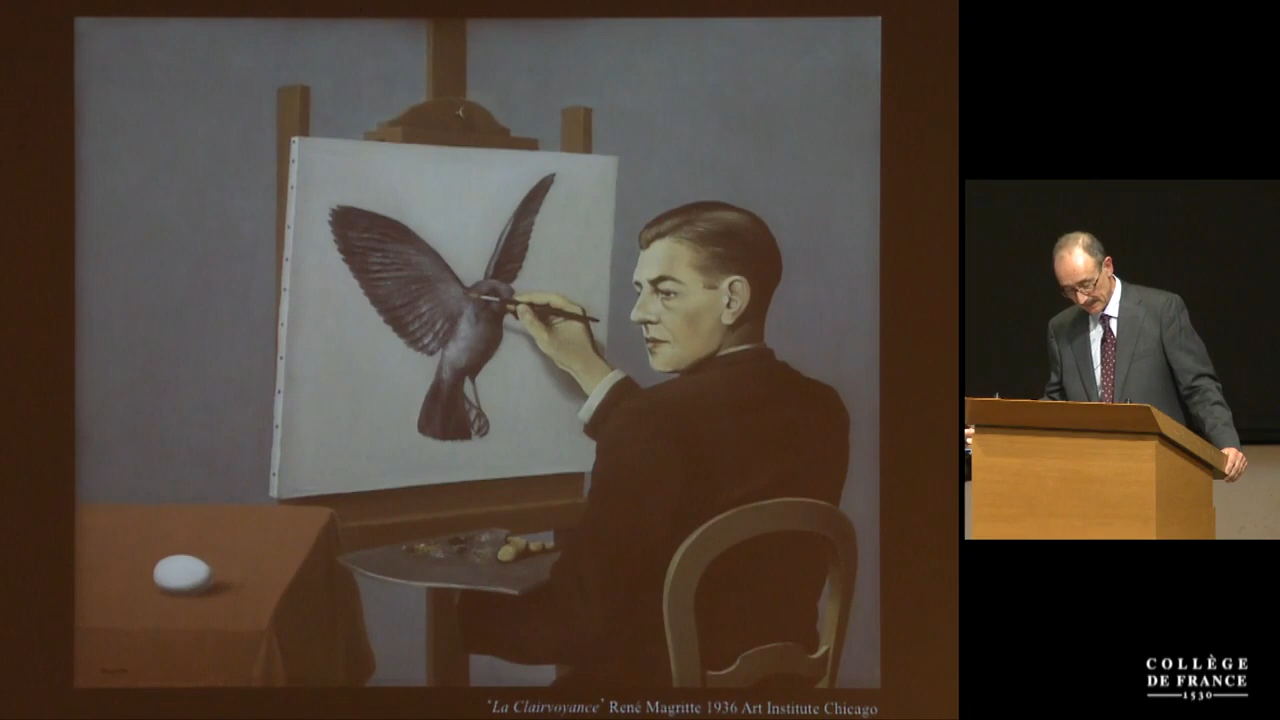 "La Clairvoyance" René Magritte 1936 Art Institute Chicago
COLLÈGE
DE FRANCE
1530